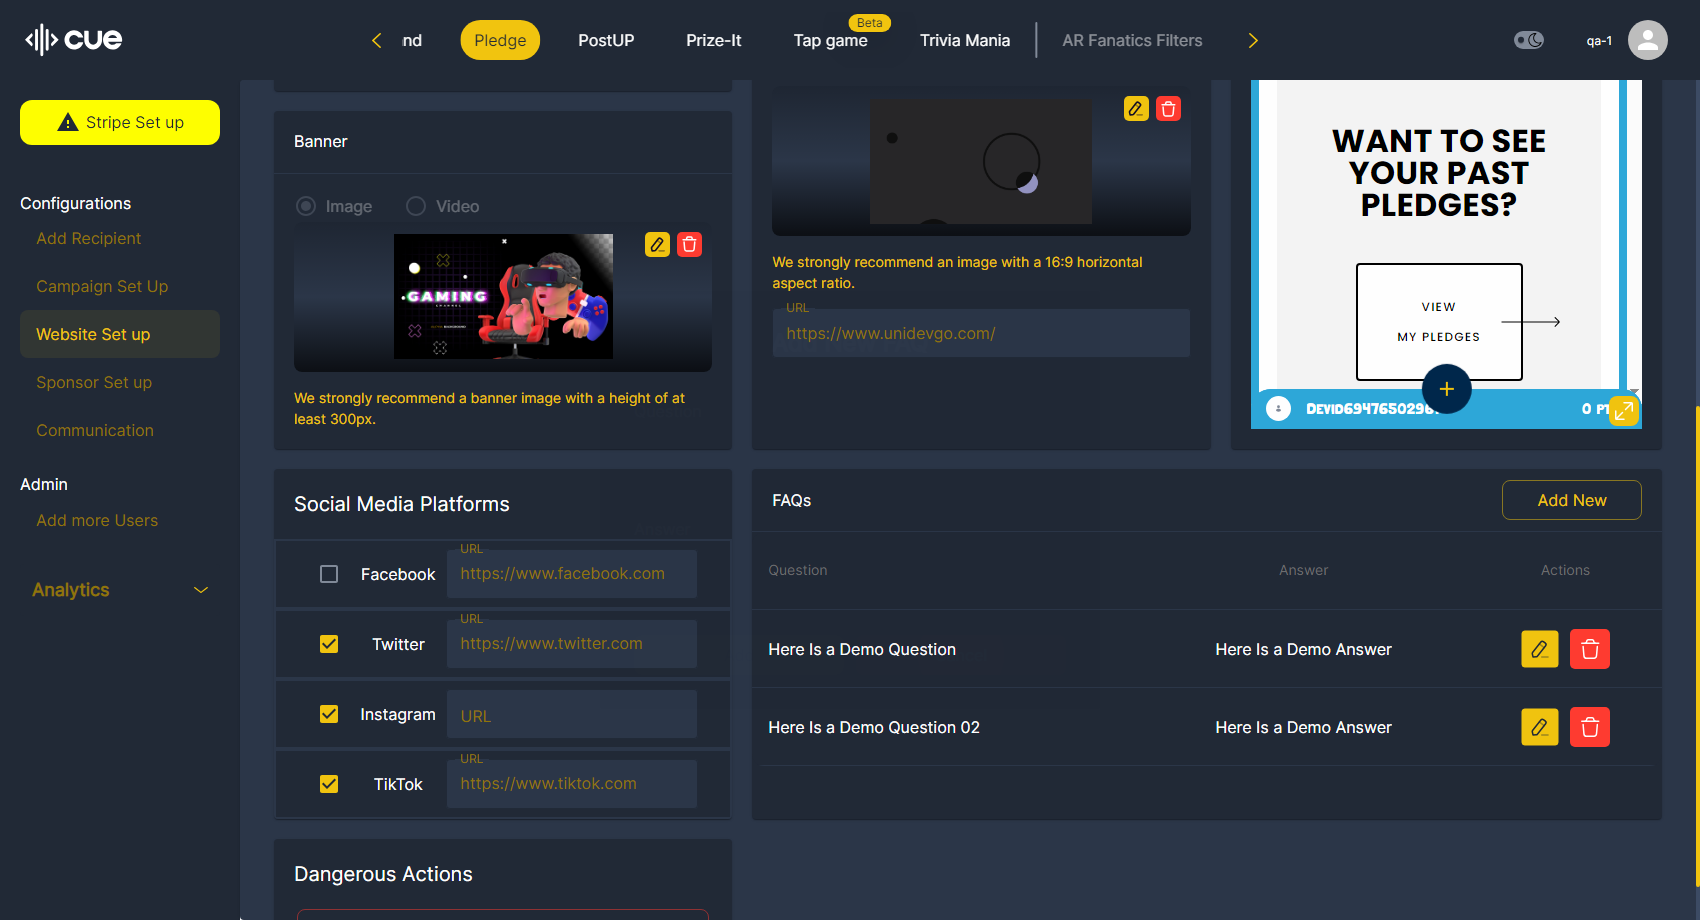 cue
nd
Pledge
PostUP
Prize-It
Tap game
Beta
Trivia Mania
AR Fanatics Filters
qa-1
Stripe Set up
Configurations
Add Recipient
Campaign Set Up
Website Set up
Sponsor Set up
Communication
Admin
Add more Users
Analytics
Banner
Image
Video
GAMING
We strongly recommend a banner image with a height of at
least 300px.
We strongly recommend an image with a 16:9 horizontal
aspect ratio.
URL
https://www.unidevgo.com/
WANT TO SEE
YOUR PAST
PLEDGES?
VIEW
MY PLEDGES
0 PT
Social Media Platforms
Facebook
URL
https://www.facebook.com
Twitter
URL
https://www.twitter.com
Instagram
URL
TikTok
URL
https://www.tiktok.com
FAQs
Add New
Question
Answer
Actions
Here Is a Demo Question
Here Is a Demo Answer
Here Is a Demo Question 02
Here Is a Demo Answer
Dangerous Actions